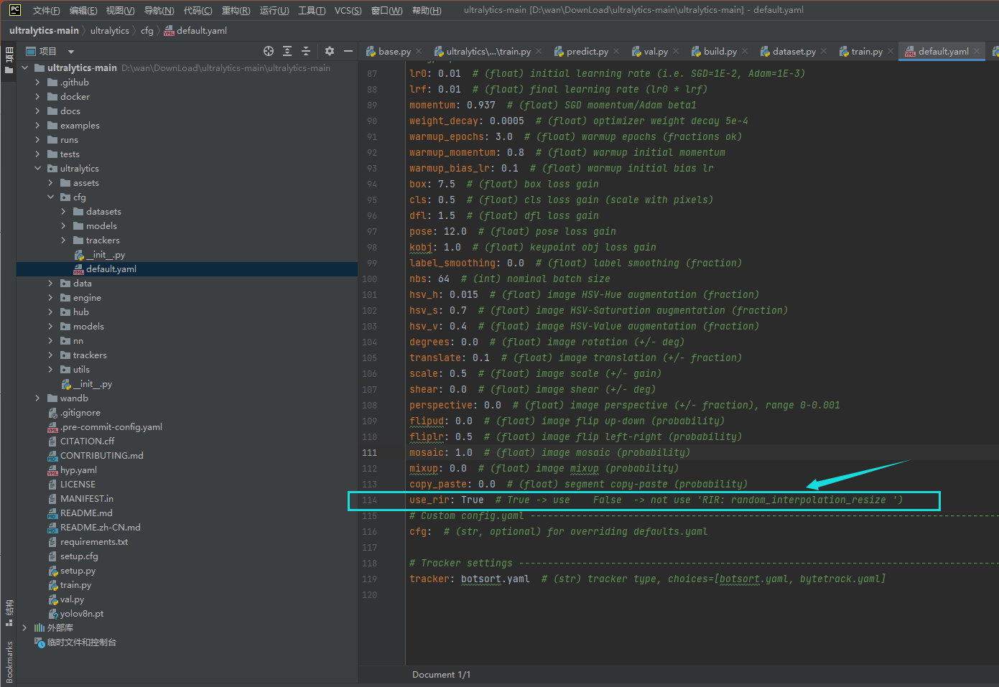 PC 文件(F) 编辑(E) 视图(V) 导航(N) 代码(C) 重构(R) 运行(U) 工具(T) VCS(S) 窗口(W) 帮助(H) ultralytics-main [D:\wan\DownLoad\ultralytics-main\ultralytics-main] - default.yaml
ultralytics-main ultralytics cfg default.yaml
项目
项目
base.py ultralytics\...\train.py predict.py val.py build.py dataset.py train.py default.yaml
ultralytics-main D:\wan\DownLoad\ultralytics-main\ultralytics-main
.github
docker
docs
examples
runs
tests
ultralytics
assets
cfg
datasets
models
trackers
__init__.py
default.yaml
data
engine
hub
models
nn
trackers
utils
__init__.py
wandb
.gitignore
.pre-commit-config.yaml
CITATION.cff
CONTRIBUTING.md
hyp.yaml
LICENSE
MANIFEST.in
README.md
README.zh-CN.md
requirements.txt
setup.cfg
setup.py
train.py
val.py
yolov8n.pt
外部库
临时文件和控制台
结构
Bookmarks
87 lr0: 0.01 # (float) initial learning rate (i.e. SGD=1E-2, Adam=1E-3)
88 lrf: 0.01 # (float) final learning rate (lr0 * lrf)
89 momentum: 0.937 # (float) SGD momentum/Adam beta1
90 weight_decay: 0.0005 # (float) optimizer weight decay 5e-4
91 warmup_epochs: 3.0 # (float) warmup epochs (fractions ok)
92 warmup_momentum: 0.8 # (float) warmup initial momentum
93 warmup_bias_lr: 0.1 # (float) warmup initial bias lr
94 box: 7.5 # (float) box loss gain
95 cls: 0.5 # (float) cls loss gain (scale with pixels)
96 dfl: 1.5 # (float) dfl loss gain
97 pose: 12.0 # (float) pose loss gain
98 kobj: 1.0 # (float) keypoint obj loss gain
99 label_smoothing: 0.0 # (float) label smoothing (fraction)
100 nbs: 64 # (int) nominal batch size
101 hsv_h: 0.015 # (float) image HSV-Hue augmentation (fraction)
102 hsv_s: 0.7 # (float) image HSV-Saturation augmentation (fraction)
103 hsv_v: 0.4 # (float) image HSV-Value augmentation (fraction)
104 degrees: 0.0 # (float) image rotation (+/- deg)
105 translate: 0.1 # (float) image translation (+/- fraction)
106 scale: 0.5 # (float) image scale (+/- gain)
107 shear: 0.0 # (float) image shear (+/- deg)
108 perspective: 0.0 # (float) image perspective (+/- fraction), range 0-0.001
109 flipud: 0.0 # (float) image flip up-down (probability)
110 fliplr: 0.5 # (float) image flip left-right (probability)
111 mosaic: 1.0 # (float) image mosaic (probability)
112 mixup: 0.0 # (float) image mixup (probability)
113 copy_paste: 0.0 # (float) segment copy-paste (probability)
114 use_rir: True # True -> use False -> not use 'RIR: random_interpolation_resize ')
115 # Custom config.yaml ----------------------------------------------------------------------------------
116 cfg: # (str, optional) for overriding defaults.yaml
117
118 # Tracker settings ------------------------------------------------------------------------------------
119 tracker: botsort.yaml # (str) tracker type, choices=[botsort.yaml, bytetrack.yaml]
120
Document 1/1